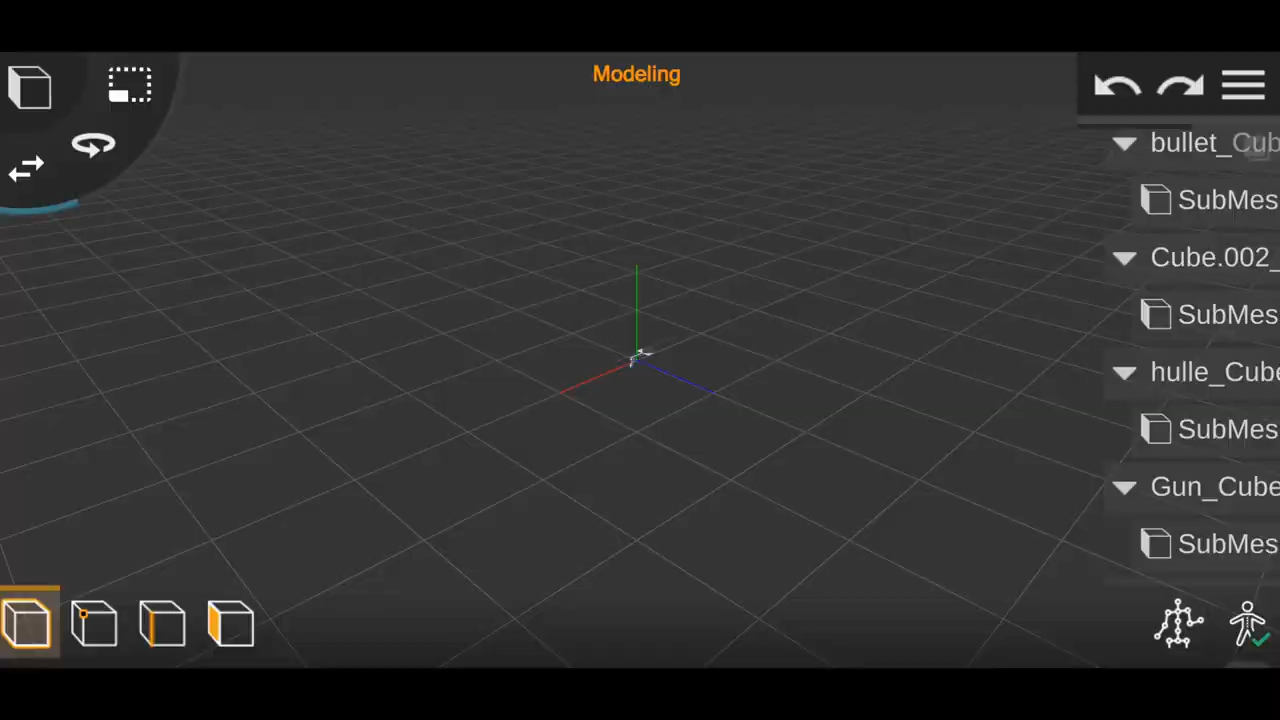 Modeling
bullet_Cub
SubMes
Cube.002_
SubMes
hulle_Cube
SubMes
Gun_Cube
SubMes